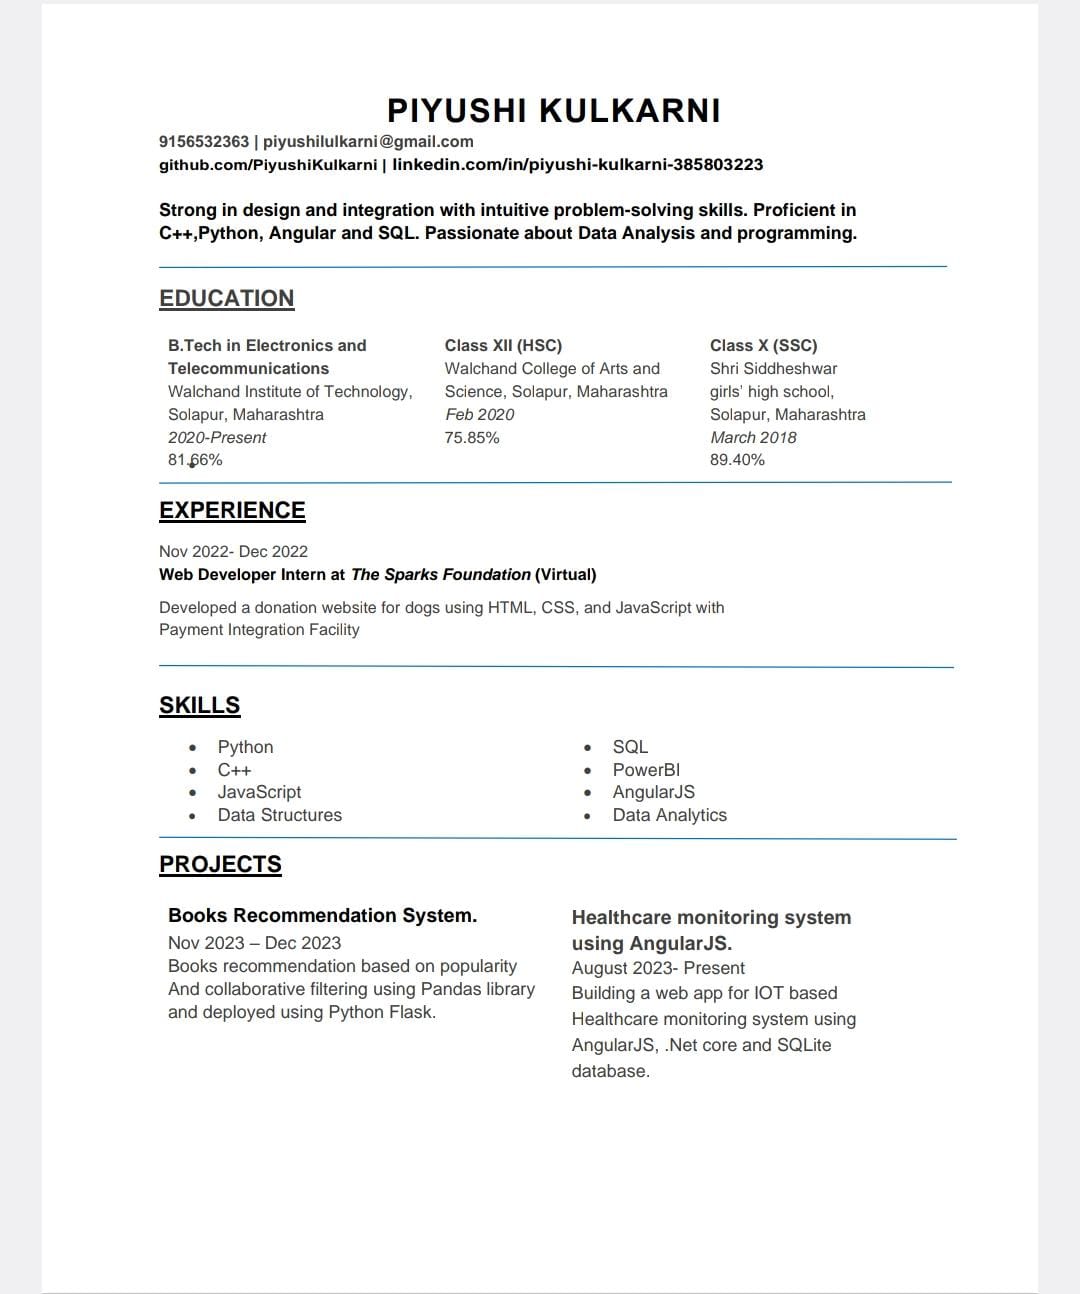 PIYUSHI KULKARNI
9156532363 | piyushilulkarni@gmail.com
github.com/PiyushiKulkarni | linkedin.com/in/piyushi-kulkarni-385803223
Strong in design and integration with intuitive problem-solving skills. Proficient in
C++,Python, Angular and SQL. Passionate about Data Analysis and programming.
EDUCATION
B.Tech in Electronics and
Telecommunications
Walchand Institute of Technology,
Solapur, Maharashtra
2020-Present
81.66%
Class XII (HSC)
Walchand College of Arts and
Science, Solapur, Maharashtra
Feb 2020
75.85%
Class X (SSC)
Shri Siddheshwar
girls' high school,
Solapur, Maharashtra
March 2018
89.40%
EXPERIENCE
Nov 2022- Dec 2022
Web Developer Intern at The Sparks Foundation (Virtual)
Developed a donation website for dogs using HTML, CSS, and JavaScript with
Payment Integration Facility
SKILLS
• Python
• C++
• JavaScript
• Data Structures
• SQL
• PowerBI
• AngularJS
• Data Analytics
PROJECTS
Books Recommendation System.
Nov 2023 – Dec 2023
Books recommendation based on popularity
And collaborative filtering using Pandas library
and deployed using Python Flask.
Healthcare monitoring system
using AngularJS.
August 2023- Present
Building a web app for IOT based
Healthcare monitoring system using
AngularJS, .Net core and SQLite
database.